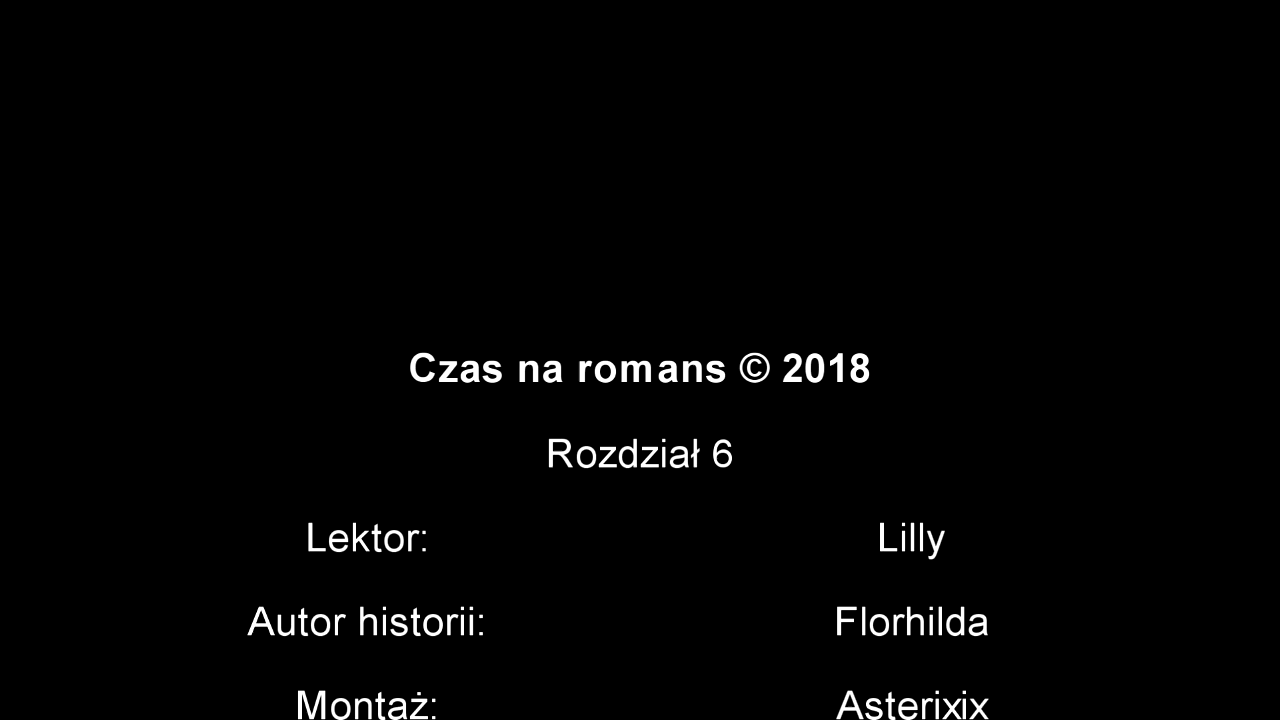 Czas na romans © 2018
Rozdział 6
Lektor: Lilly
Autor historii: Florhilda
Montaż: Asterixix